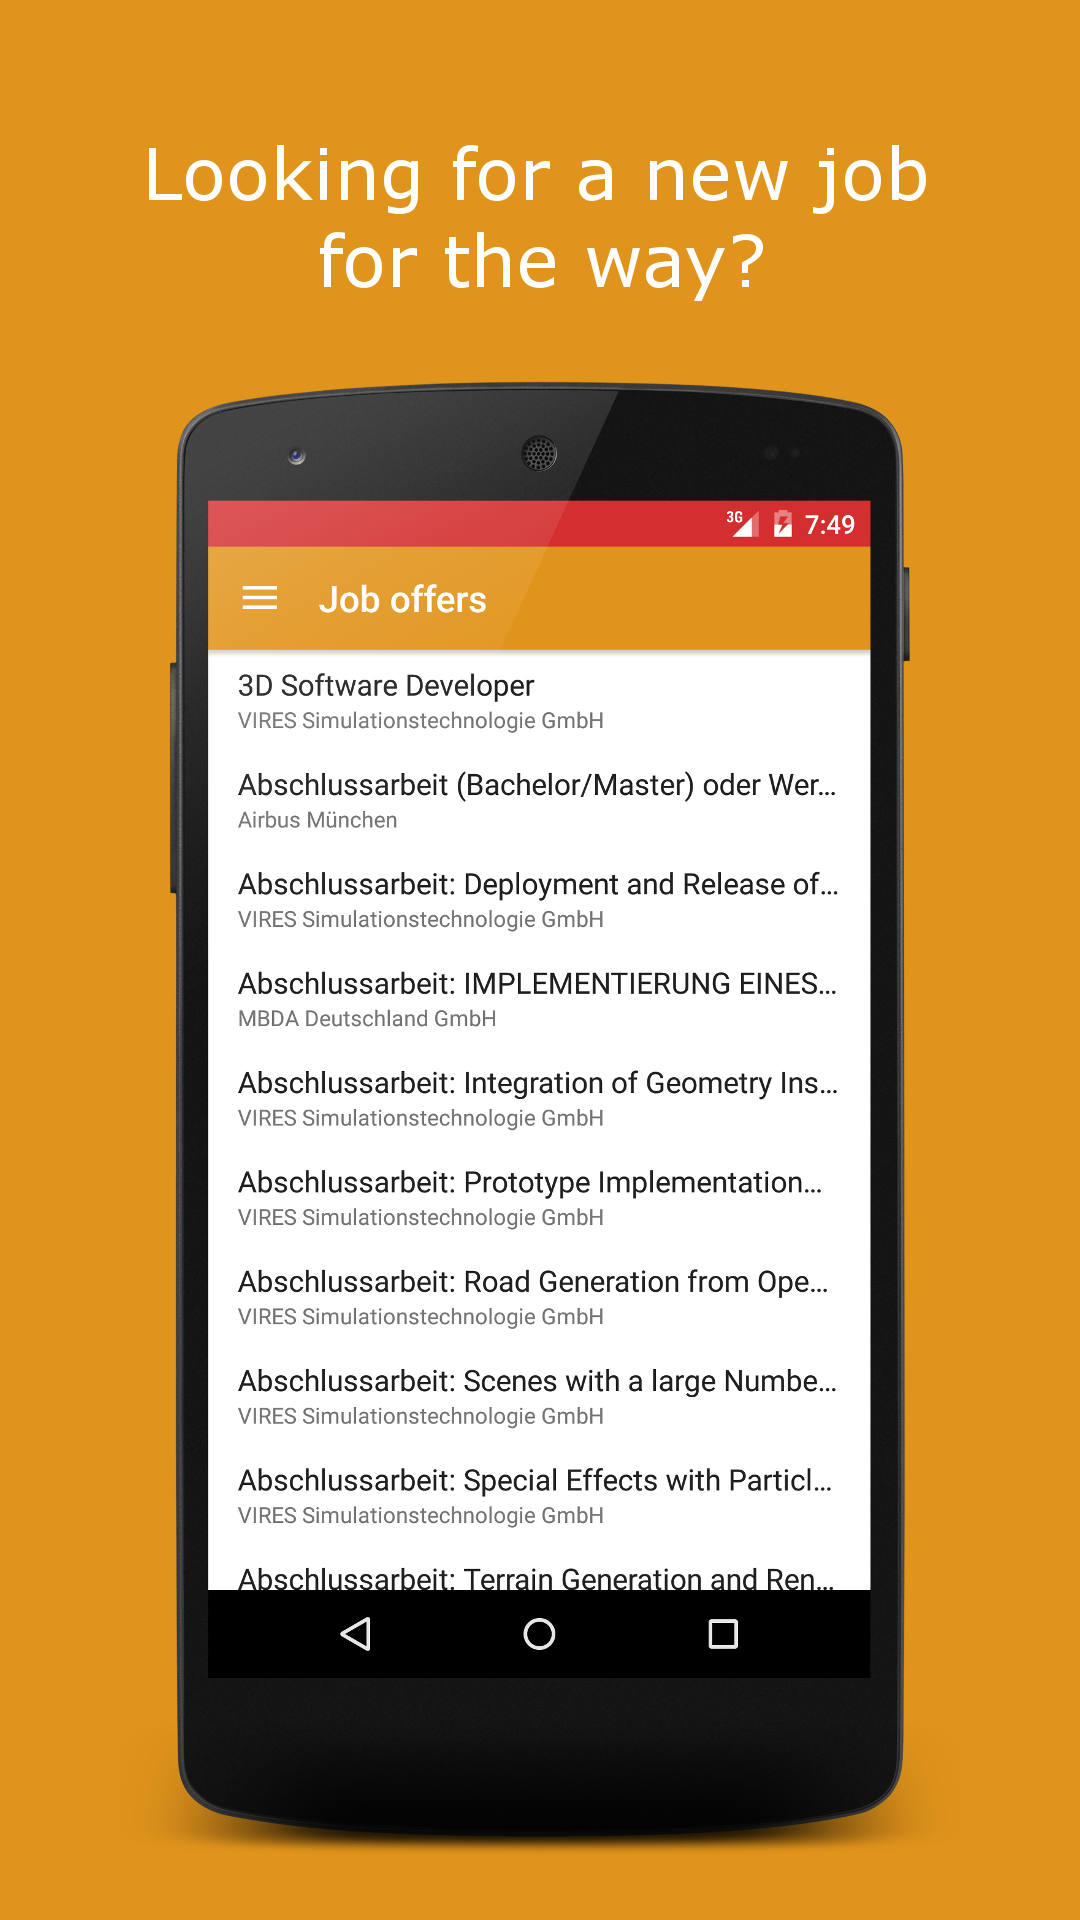 Looking for a new job
for the way?
3G 7:49
Job offers
3D Software Developer
VIRES Simulationstechnologie GmbH
Abschlussarbeit (Bachelor/Master) oder Wer...
Airbus München
Abschlussarbeit: Deployment and Release of...
VIRES Simulationstechnologie GmbH
Abschlussarbeit: IMPLEMENTIERUNG EINES...
MBDA Deutschland GmbH
Abschlussarbeit: Integration of Geometry Ins...
VIRES Simulationstechnologie GmbH
Abschlussarbeit: Prototype Implementation...
VIRES Simulationstechnologie GmbH
Abschlussarbeit: Road Generation from Ope...
VIRES Simulationstechnologie GmbH
Abschlussarbeit: Scenes with a large Numbe...
VIRES Simulationstechnologie GmbH
Abschlussarbeit: Special Effects with Particl...
VIRES Simulationstechnologie GmbH
Abschlussarbeit: Terrain Generation and Ren...